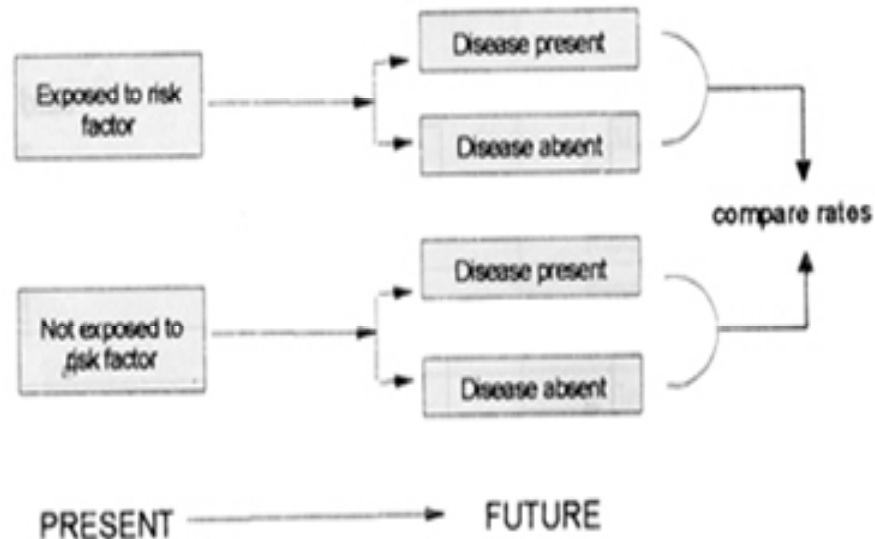 Exposed to risk
factor
Disease present
Disease absent
compare rates
Not exposed to
risk factor
Disease present
Disease absent
PRESENT
FUTURE